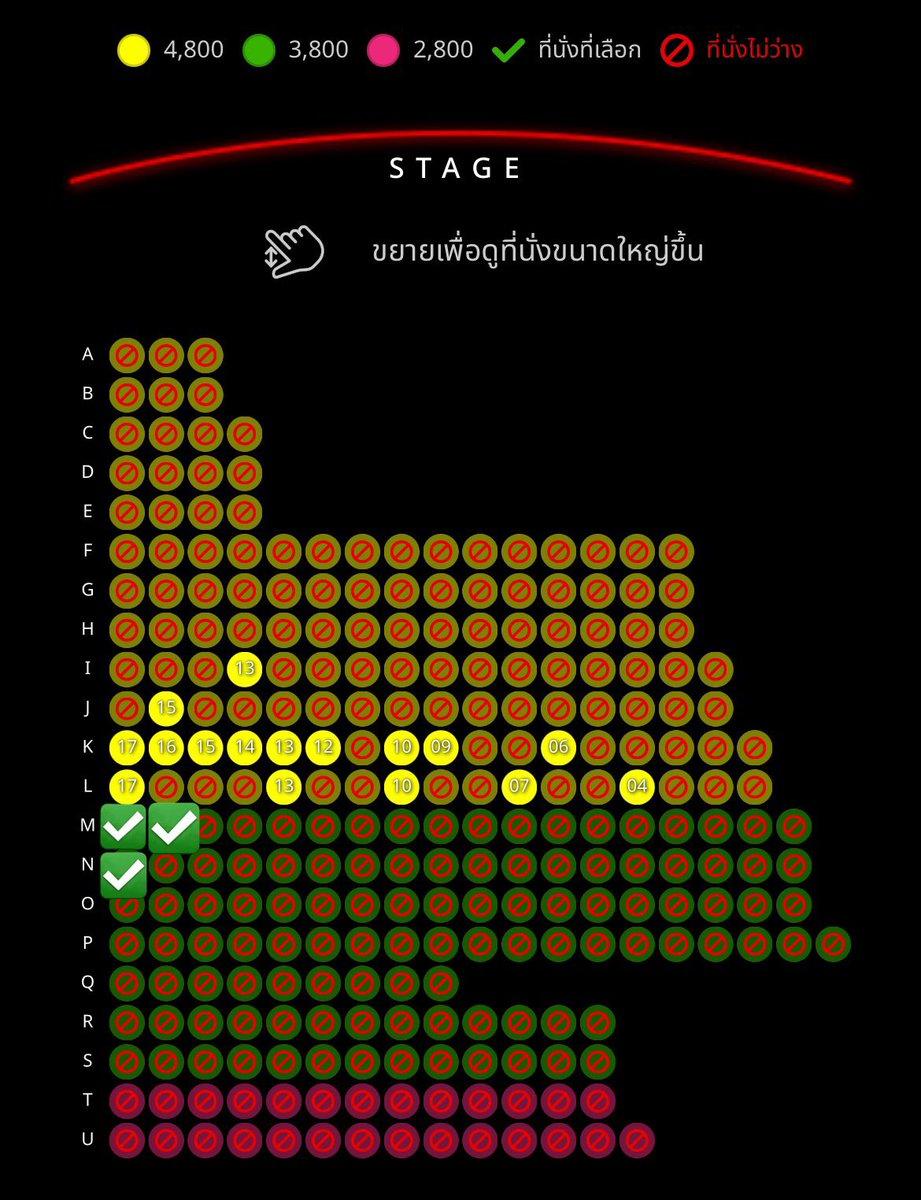 4,800 3,800 2,800 ที่นั่งที่เลือก ที่นั่งไม่ว่าง
STAGE
ขยายเพื่อดูที่นั่งขนาดใหญ่ขึ้น
A
B
C
D
E
F
G
H
I 13
J 15
K 17 16 15 14 13 12 10 09 06
L 17 13 10 07 04
M
N
O
P
Q
R
S
T
U